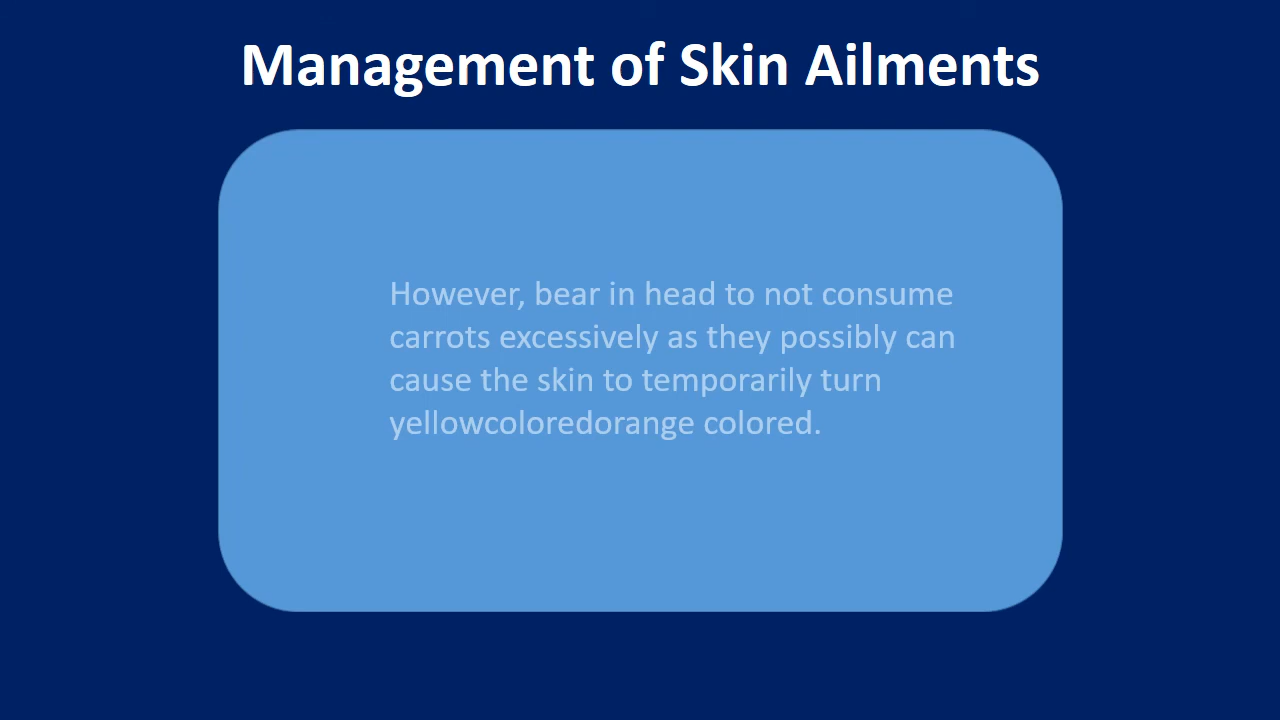 Management of Skin Ailments
However, bear in head to not consume
carrots excessively as they possibly can
cause the skin to temporarily turn
yellowcoloredorange colored.